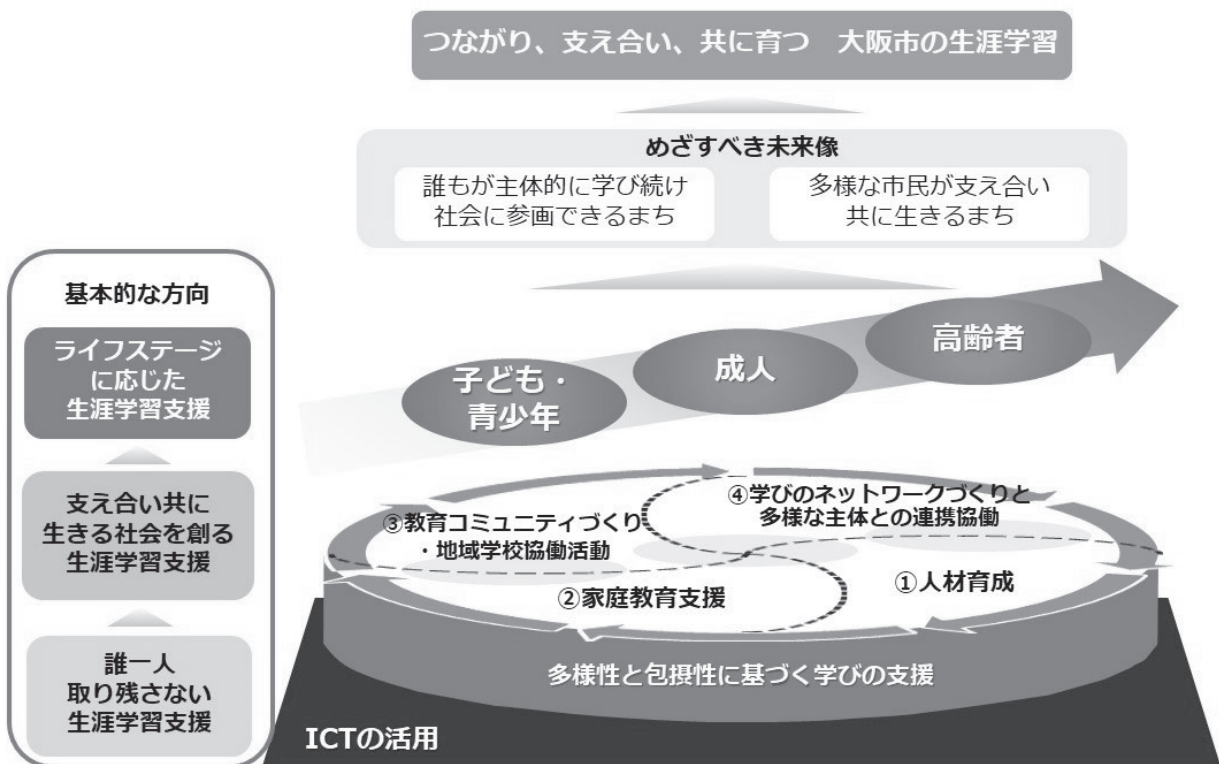 つながり、支え合い、共に育つ　大阪市の生涯学習
めざすべき未来像
誰もが主体的に学び続け
社会に参画できるまち
多様な市民が支え合い
共に生きるまち
基本的な方向
ライフステージ
に応じた
生涯学習支援
支え合い共に
生きる社会を創る
生涯学習支援
誰一人
取り残さない
生涯学習支援
子ども・
青少年
成人
高齢者
③教育コミュニティづくり
・地域学校協働活動
④学びのネットワークづくりと
多様な主体との連携協働
②家庭教育支援
①人材育成
多様性と包摂性に基づく学びの支援
ICTの活用